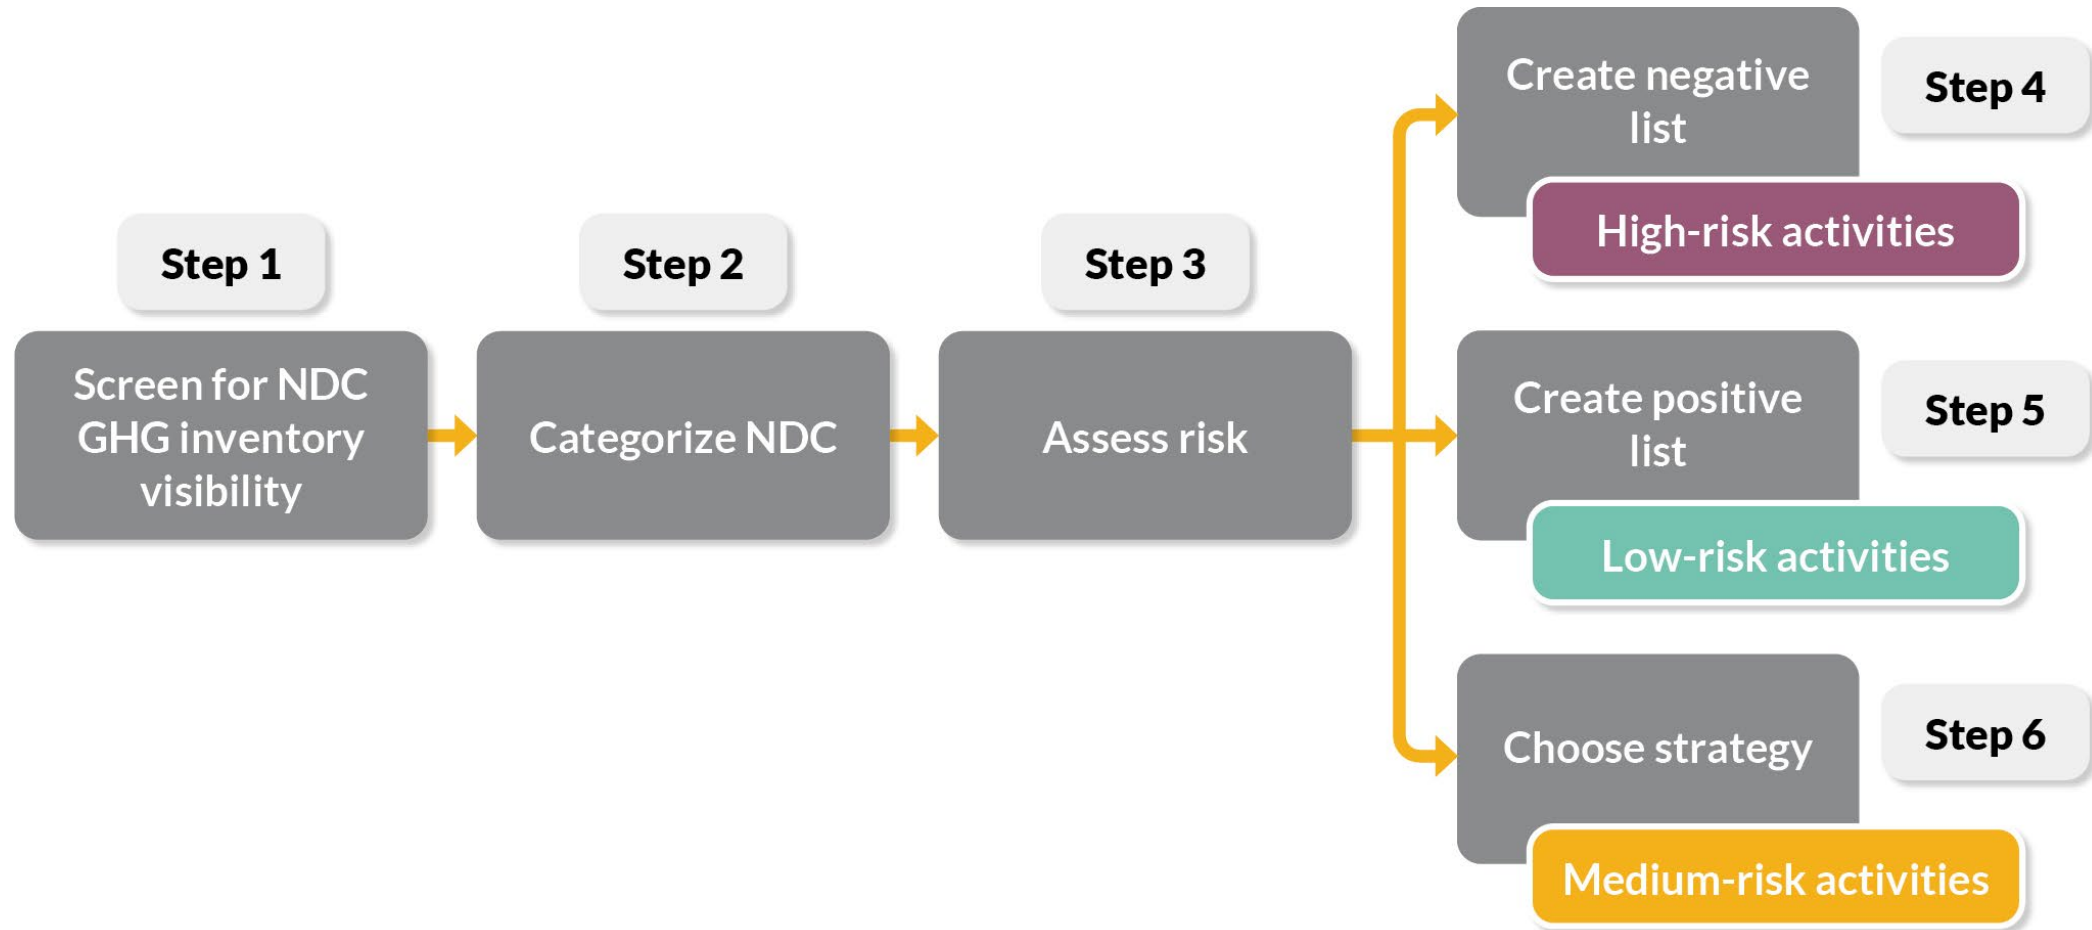 Step 1
Screen for NDC
GHG inventory
visibility
Step 2
Categorize NDC
Step 3
Assess risk
Create negative
list
Step 4
High-risk activities
Create positive
list
Step 5
Low-risk activities
Choose strategy
Step 6
Medium-risk activities